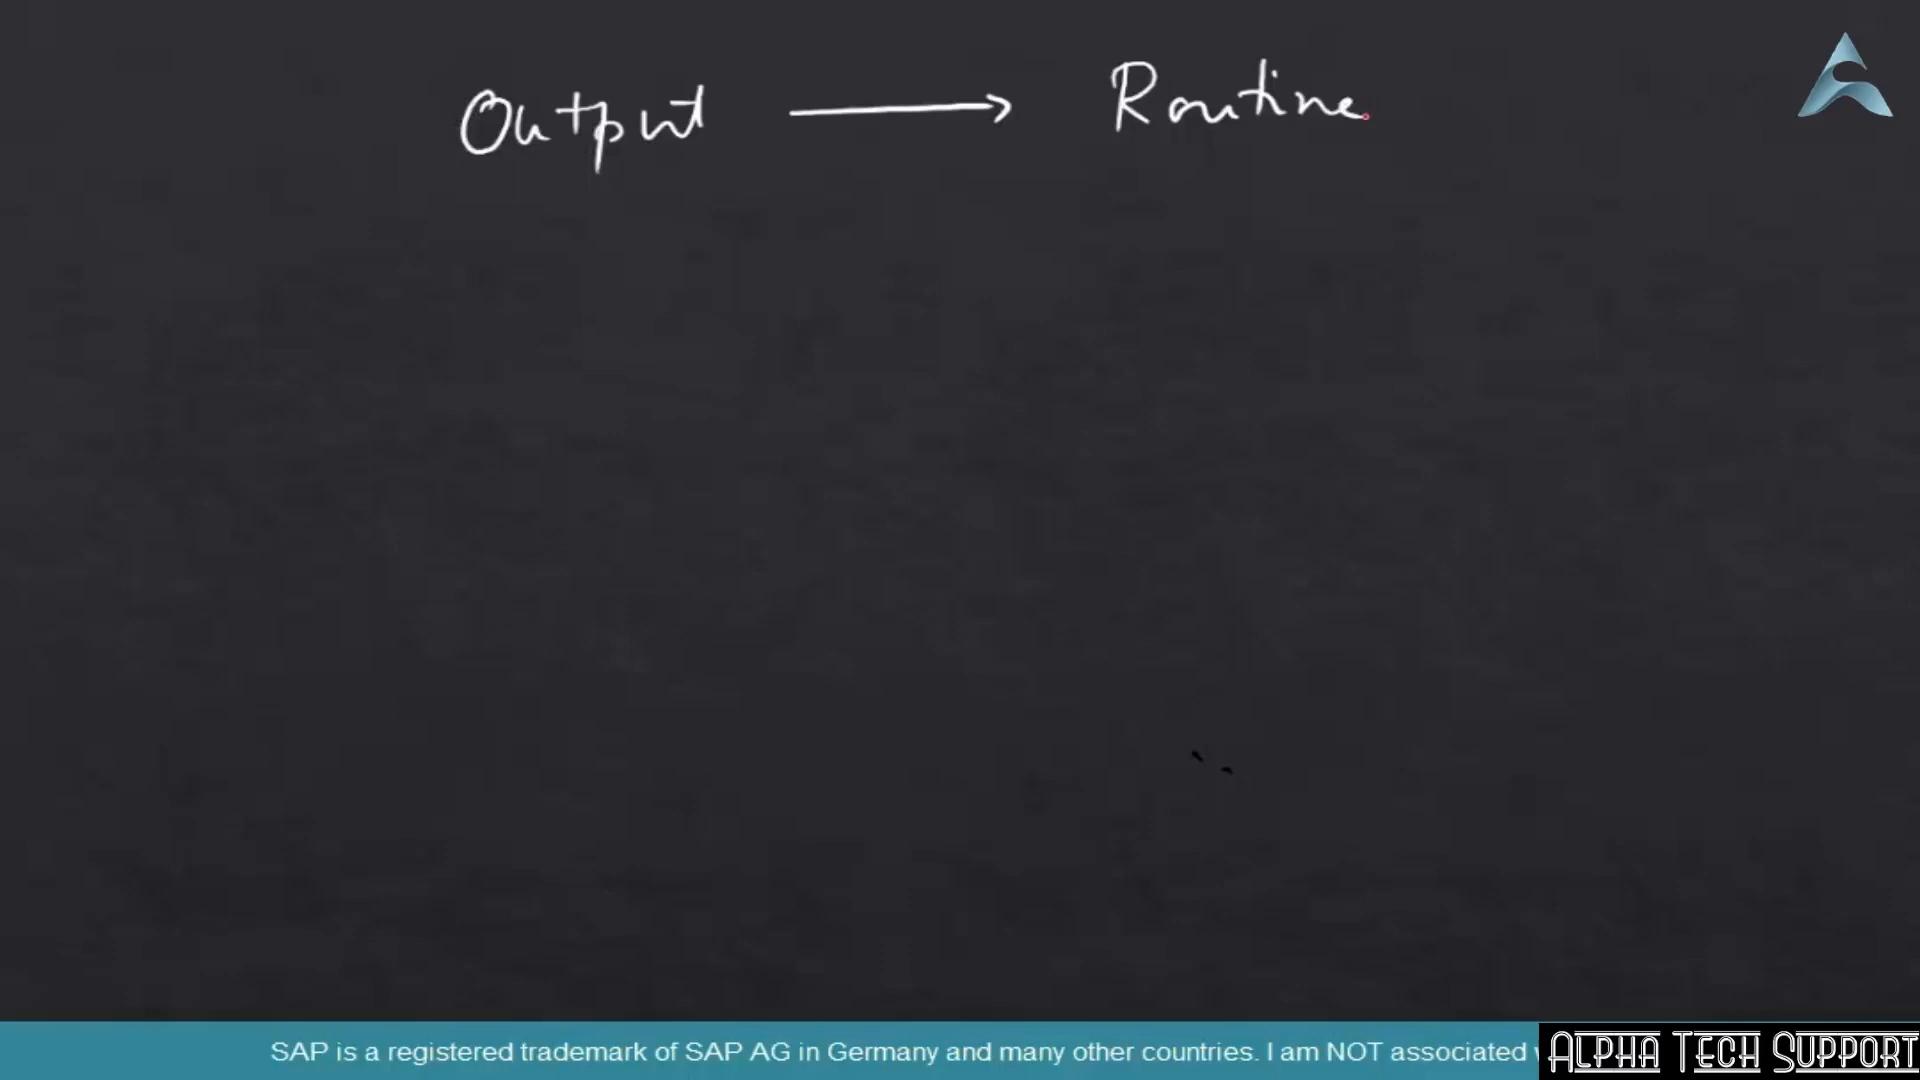 Output → Routine
SAP is a registered trademark of SAP AG in Germany and many other countries. I am NOT associated
ALPHA TECH SUPPORT